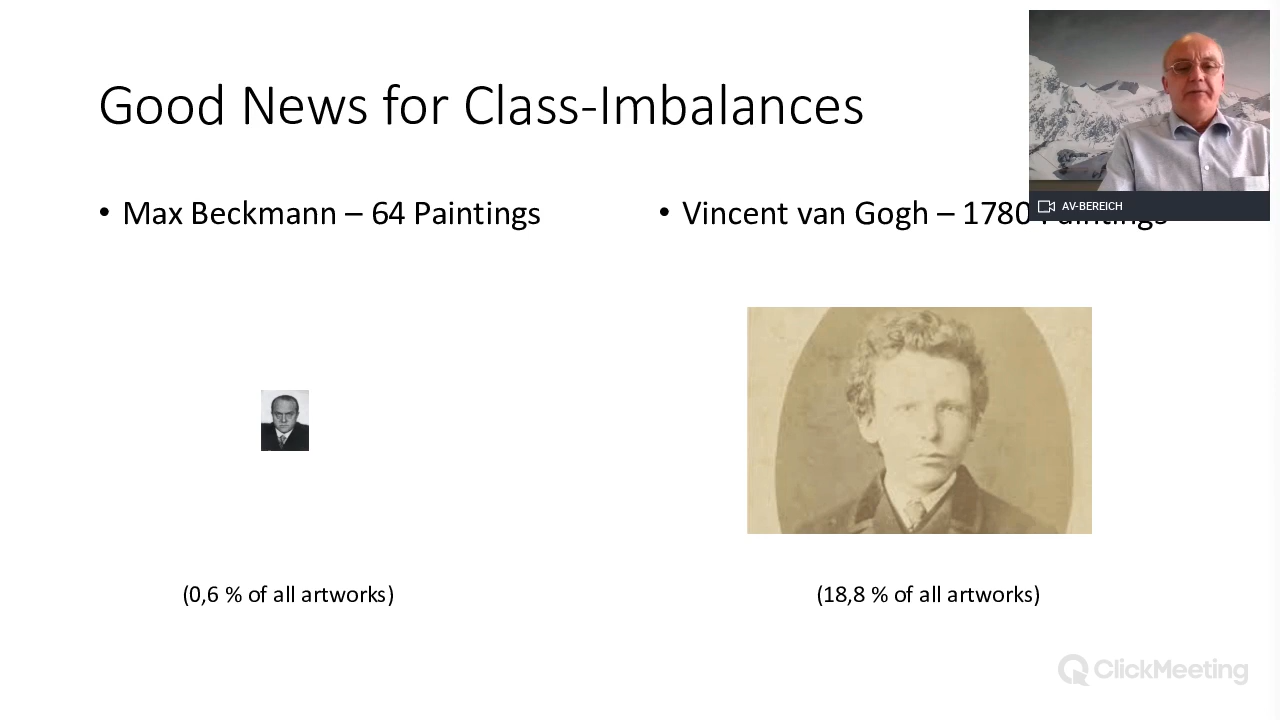 Good News for Class-Imbalances
• Max Beckmann – 64 Paintings
• Vincent van Gogh – 1780 Paintings
AV-BEREICH
(0,6 % of all artworks)
(18,8 % of all artworks)
ClickMeeting